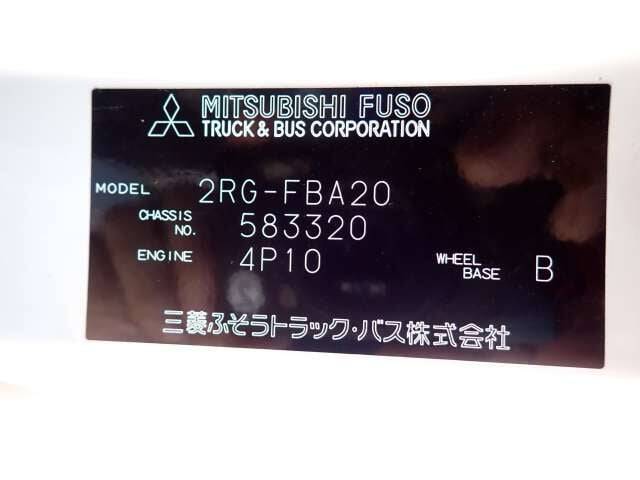 MITSUBISHI FUSO
TRUCK & BUS CORPORATION
MODEL 2RG-FBA20
CHASSIS NO. 583320
ENGINE 4P10 WHEEL BASE B
三菱ふそうトラック・バス株式会社